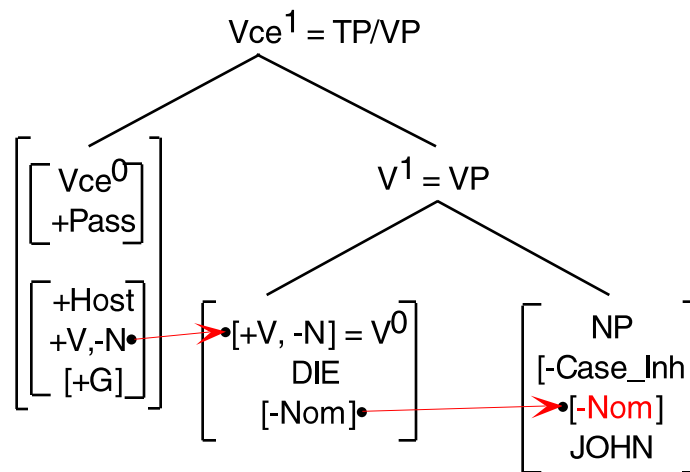 Vce¹ = TP/VP
Vce⁰
+Pass
V¹ = VP
+Host
+V,-N
[+G]
[+V, -N] = V⁰
DIE
[-Nom]
NP
[-Case_Inh
[-Nom]
JOHN